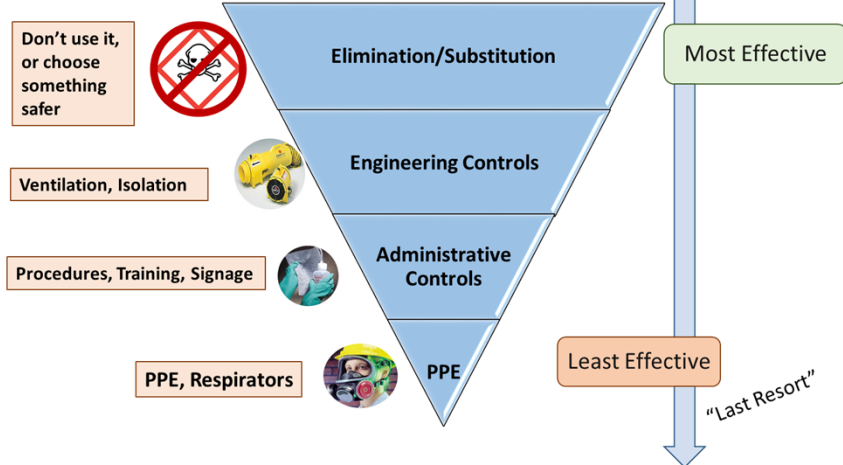 Don’t use it,
or choose
something
safer
Elimination/Substitution
Most Effective
Ventilation, Isolation
Engineering Controls
Procedures, Training, Signage
Administrative
Controls
PPE, Respirators
PPE
Least Effective
“Last Resort”